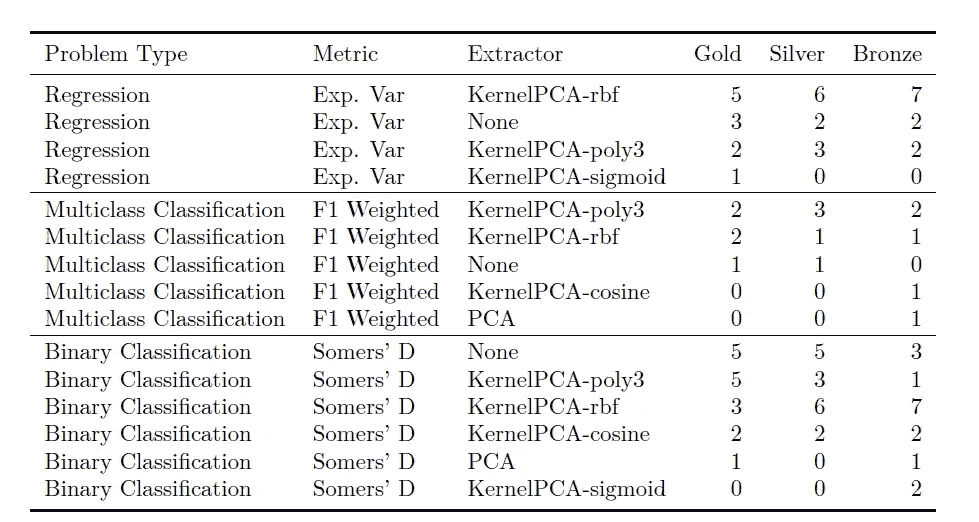 Problem Type Metric Extractor Gold Silver Bronze
Regression Exp. Var KernelPCA-rbf 5 6 7
Regression Exp. Var None 3 2 2
Regression Exp. Var KernelPCA-poly3 2 3 2
Regression Exp. Var KernelPCA-sigmoid 1 0 0
Multiclass Classification F1 Weighted KernelPCA-poly3 2 3 2
Multiclass Classification F1 Weighted KernelPCA-rbf 2 1 1
Multiclass Classification F1 Weighted None 1 1 0
Multiclass Classification F1 Weighted KernelPCA-cosine 0 0 1
Multiclass Classification F1 Weighted PCA 0 0 1
Binary Classification Somers' D None 5 5 3
Binary Classification Somers' D KernelPCA-poly3 5 3 1
Binary Classification Somers' D KernelPCA-rbf 3 6 7
Binary Classification Somers' D KernelPCA-cosine 2 2 2
Binary Classification Somers' D PCA 1 0 1
Binary Classification Somers' D KernelPCA-sigmoid 0 0 2